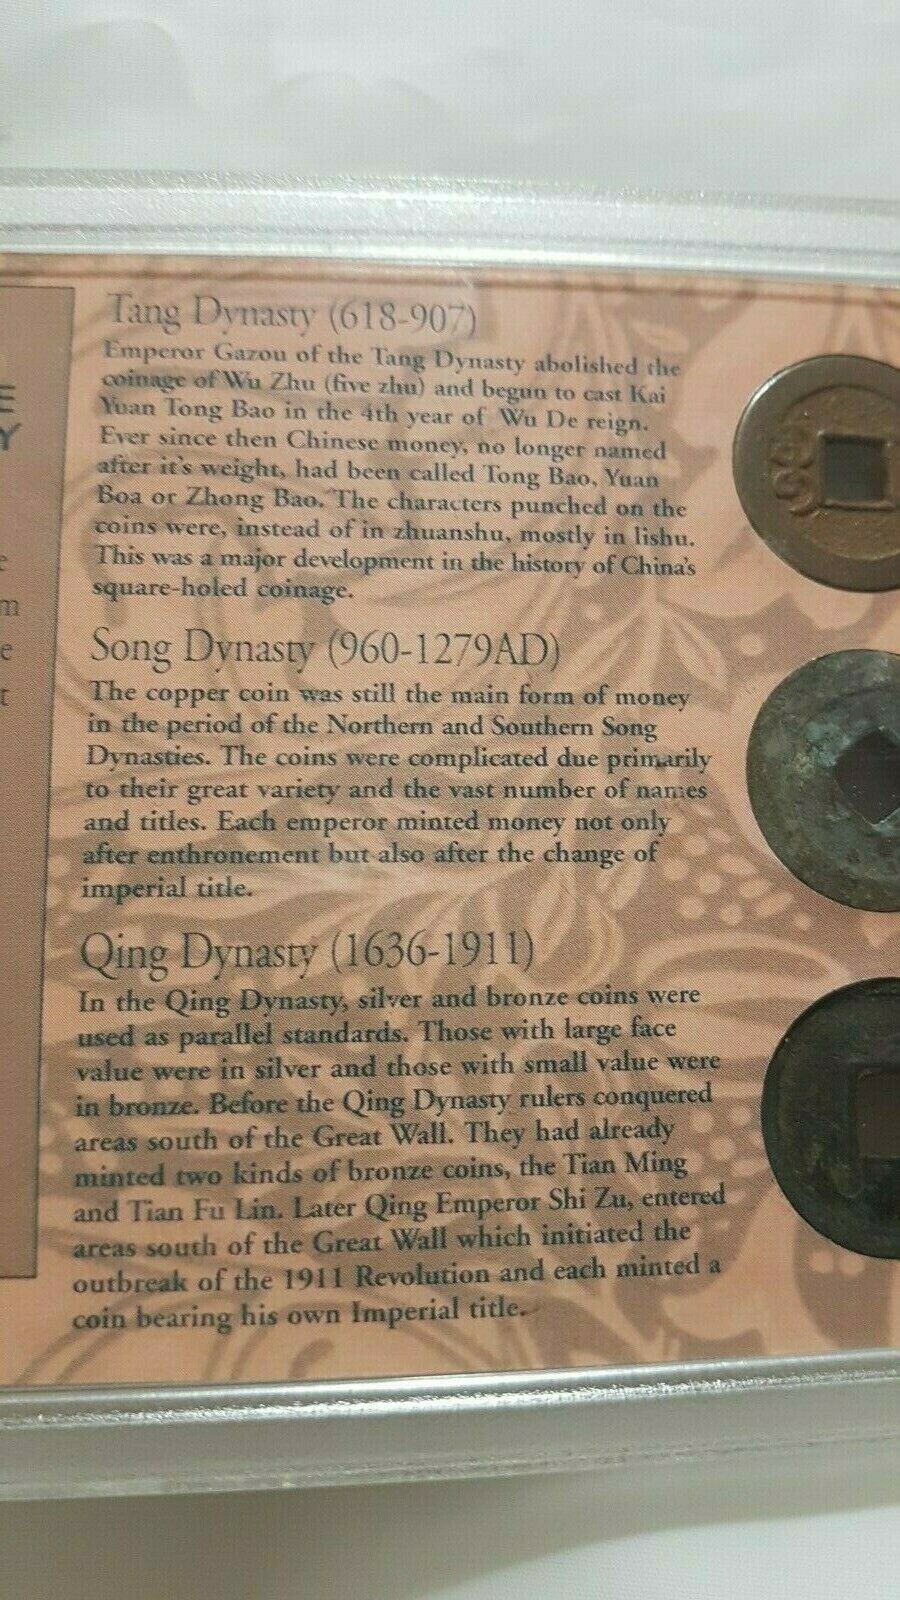 E
Y
e
m
e
t
Tang Dynasty (618-907)
Emperor Gazou of the Tang Dynasty abolished the
coinage of Wu Zhu (five zhu) and begun to cast Kai
Yuan Tong Bao in the 4th year of Wu De reign.
Ever since then Chinese money, no longer named
after it's weight, had been called Tong Bao, Yuan
Boa or Zhong Bao. The characters punched on the
coins were, instead of in zhuanshu, mostly in lishu.
This was a major development in the history of China's
square-holed coinage.
Song Dynasty (960-1279AD)
The copper coin was still the main form of money
in the period of the Northern and Southern Song
Dynasties. The coins were complicated due primarily
to their great variety and the vast number of names
and titles. Each emperor minted money not only
after enthronement but also after the change of
imperial title.
Qing Dynasty (1636-1911)
In the Qing Dynasty, silver and bronze coins were
used as parallel standards. Those with large face
value were in silver and those with small value were
in bronze. Before the Qing Dynasty rulers conquered
areas south of the Great Wall. They had already
minted two kinds of bronze coins, the Tian Ming
and Tian Fu Lin. Later Qing Emperor Shi Zu, entered
areas south of the Great Wall which initiated the
outbreak of the 1911 Revolution and each minted a
coin bearing his own Imperial title.